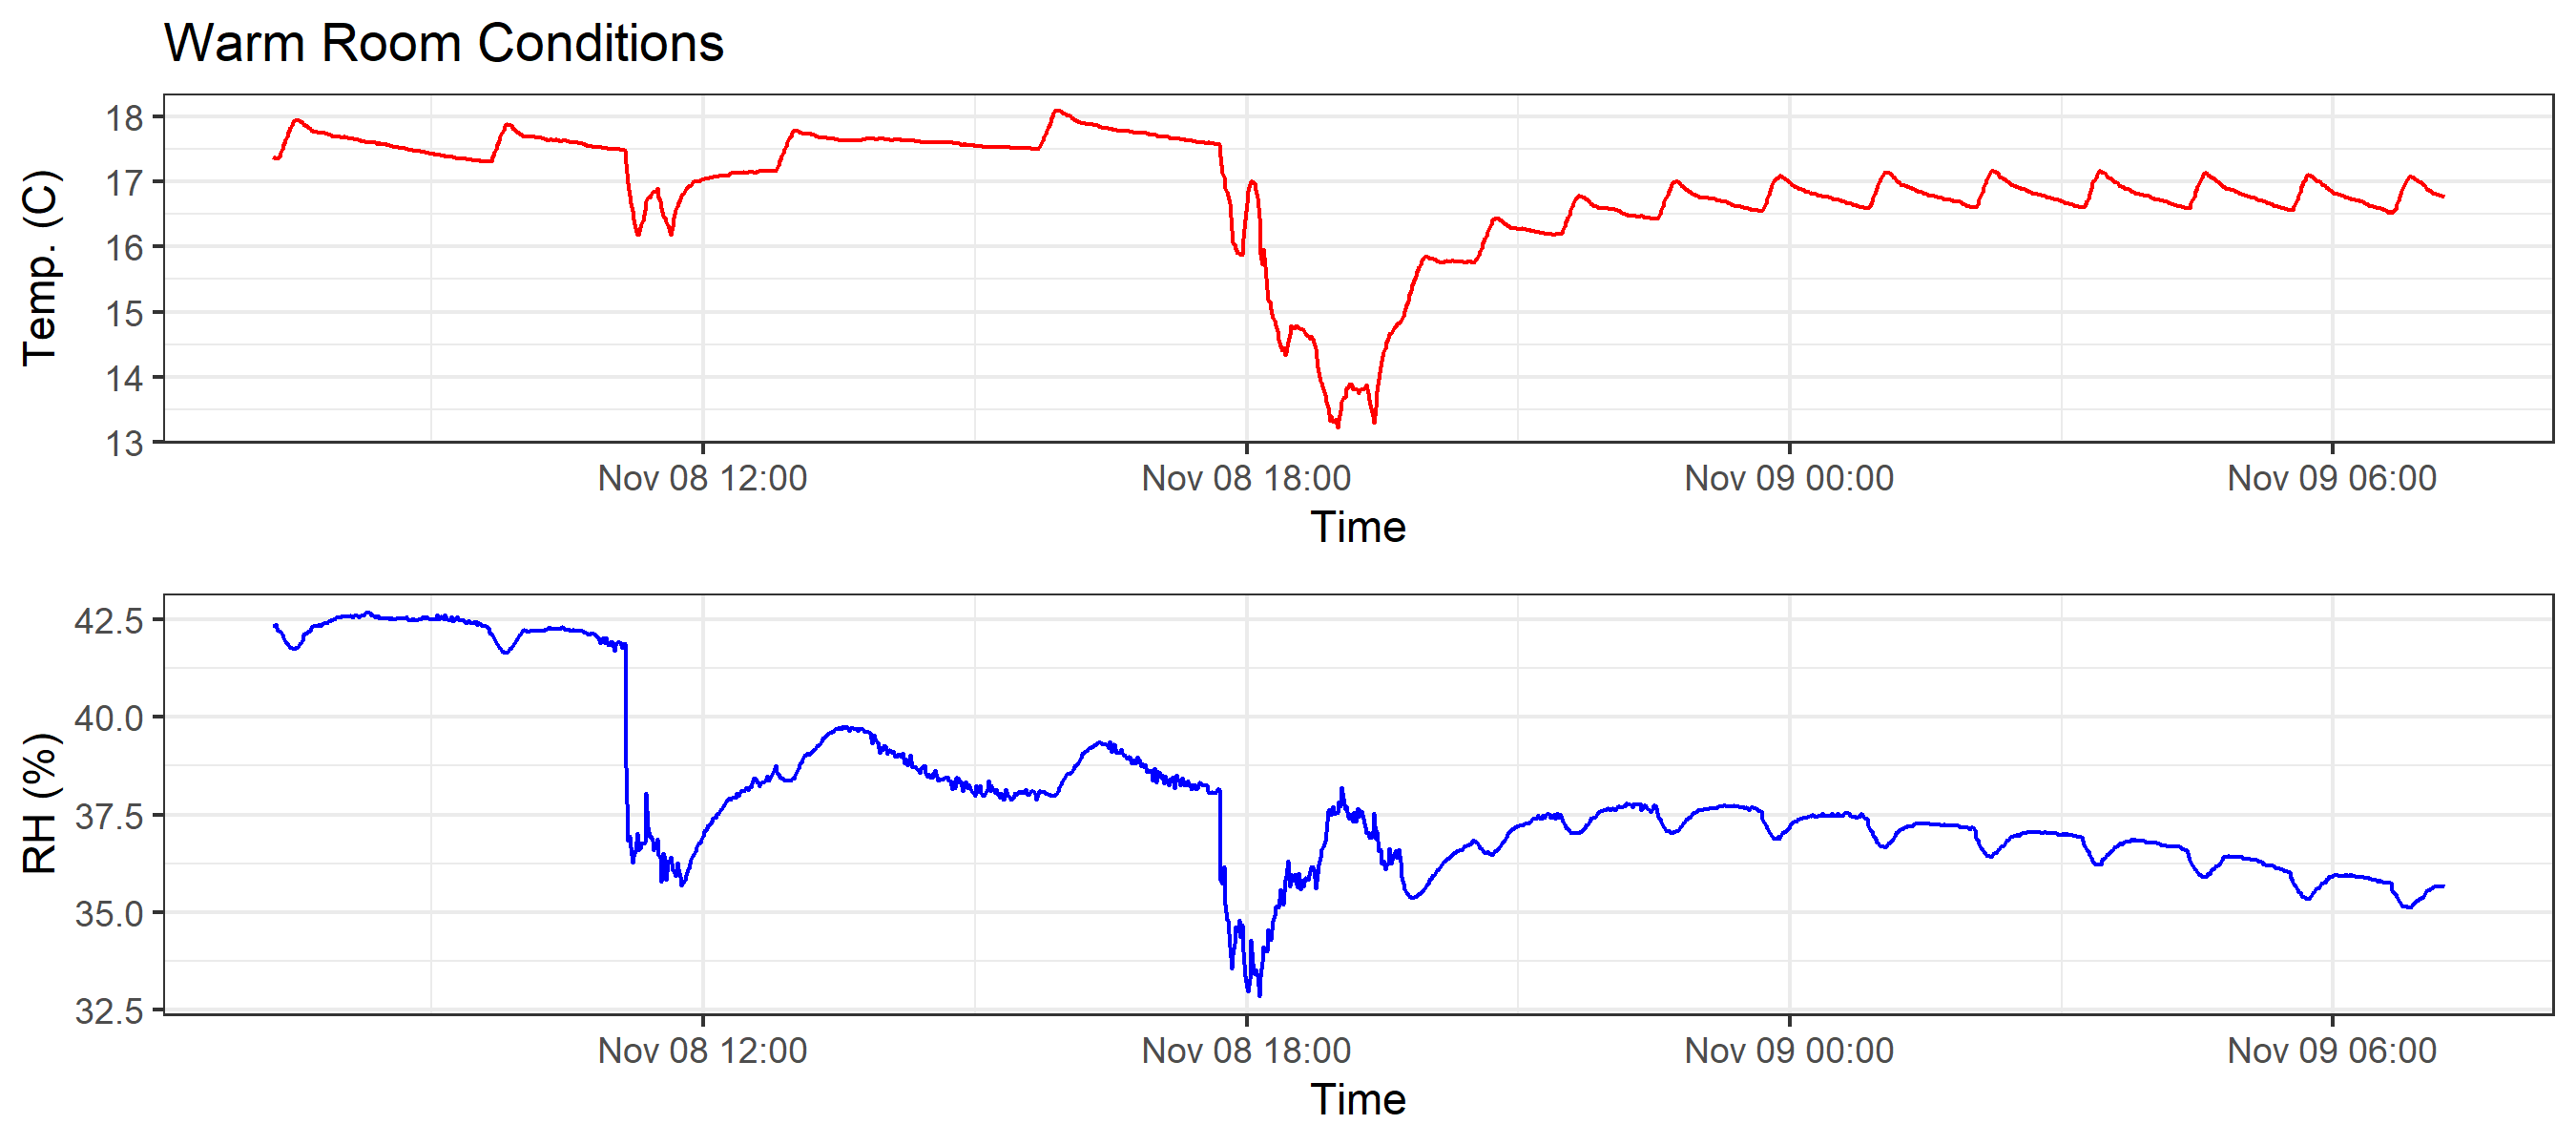 Warm Room Conditions
Temp. (C)
18
17
16
15
14
13
Nov 08 12:00 Nov 08 18:00 Nov 09 00:00 Nov 09 06:00
Time
RH (%)
42.5
40.0
37.5
35.0
32.5
Nov 08 12:00 Nov 08 18:00 Nov 09 00:00 Nov 09 06:00
Time